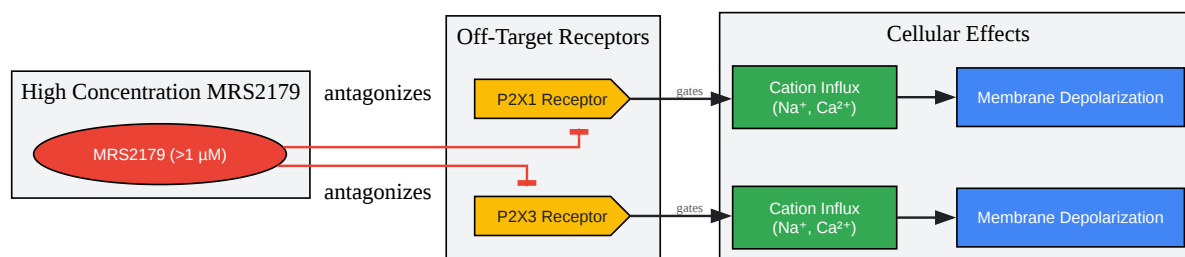 High Concentration MRS2179
MRS2179 (>1 µM)
antagonizes
antagonizes
Off-Target Receptors
P2X1 Receptor
P2X3 Receptor
gates
gates
Cellular Effects
Cation Influx
(Na⁺, Ca²⁺)
Membrane Depolarization
Cation Influx
(Na⁺, Ca²⁺)
Membrane Depolarization